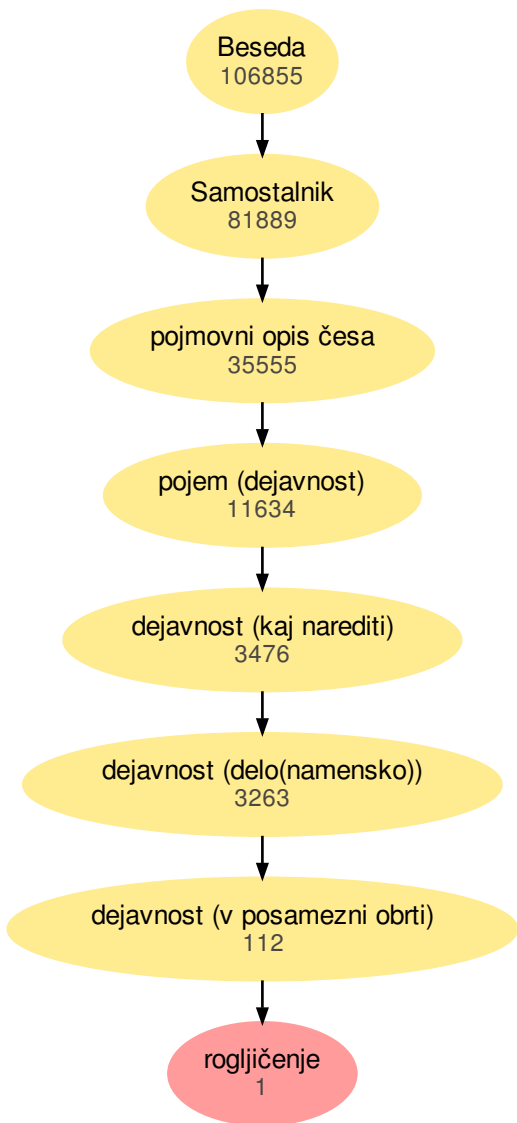 Beseda
106855
Samostalnik
81889
pojmovni opis česa
35555
pojem (dejavnost)
11634
dejavnost (kaj narediti)
3476
dejavnost (delo(namensko))
3263
dejavnost (v posamezni obrti)
112
rogljičenje
1